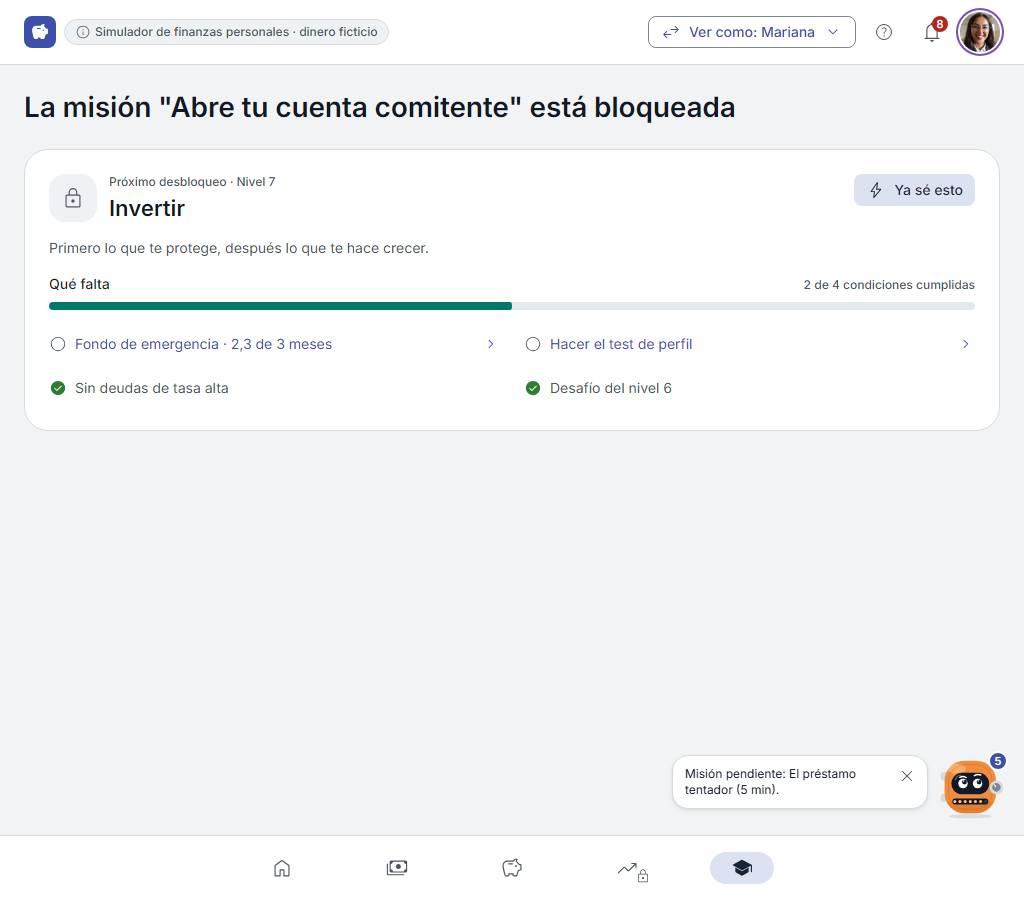 Simulador de finanzas personales · dinero ficticio
Ver como: Mariana
8
La misión "Abre tu cuenta comitente" está bloqueada
Próximo desbloqueo · Nivel 7
Invertir
Ya sé esto
Primero lo que te protege, después lo que te hace crecer.
Qué falta
2 de 4 condiciones cumplidas
Fondo de emergencia · 2,3 de 3 meses
Hacer el test de perfil
Sin deudas de tasa alta
Desafío del nivel 6
Misión pendiente: El préstamo
tentador (5 min).
5